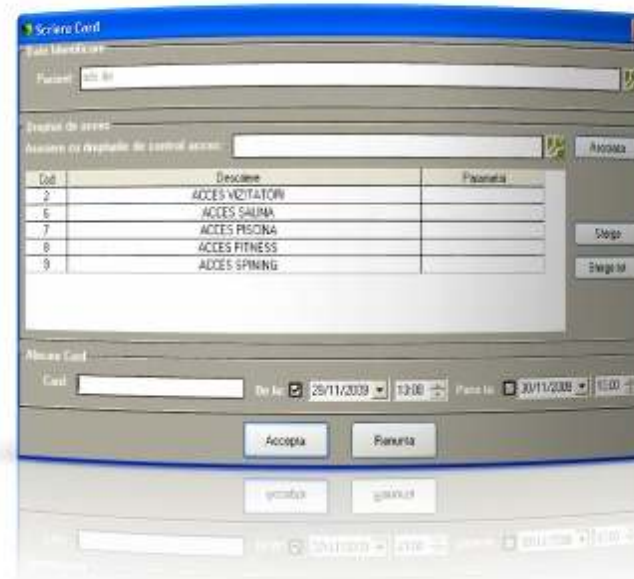 Scriere Card
Date Identificare
Pacient
Drepturi de acces
Asociere cu drepturile de control acces:
Asociaza
Cod Descriere Parametri
2 ACCES VIZITATORI
6 ACCES SAUNA
7 ACCES PISCINA
8 ACCES FITNESS
9 ACCES SPINING
Sterge
Sterge tot
Alocare Card
Card De la: 29/11/2009 13:00 Pana la: 30/11/2009
Accepta Renunta